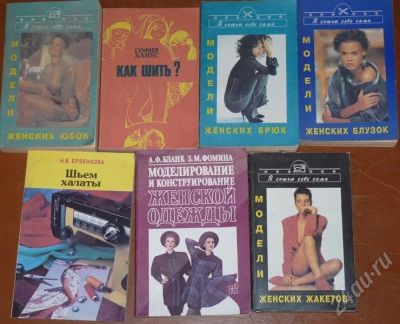 Я сошью себе сама
МОДЕЛИ
ЖЕНСКИХ ЮБОК
СОФИЯ
ХАНУС
КАК ШИТЬ?
Я сошью себе сама
МОДЕЛИ
ЖЕНСКИХ БРЮК
Я сошью себе сама
МОДЕЛИ
ЖЕНСКИХ БЛУЗОК
Н.В. ЕРЗЕНКОВА
Шьем
халаты
А.Ф. БЛАНК З.М. ФОМИНА
МОДЕЛИРОВАНИЕ
И КОНСТРУИРОВАНИЕ
ЖЕНСКОЙ
ОДЕЖДЫ
Я сошью себе сама
МОДЕЛИ
ЖЕНСКИХ ЖАКЕТОВ
24au.ru